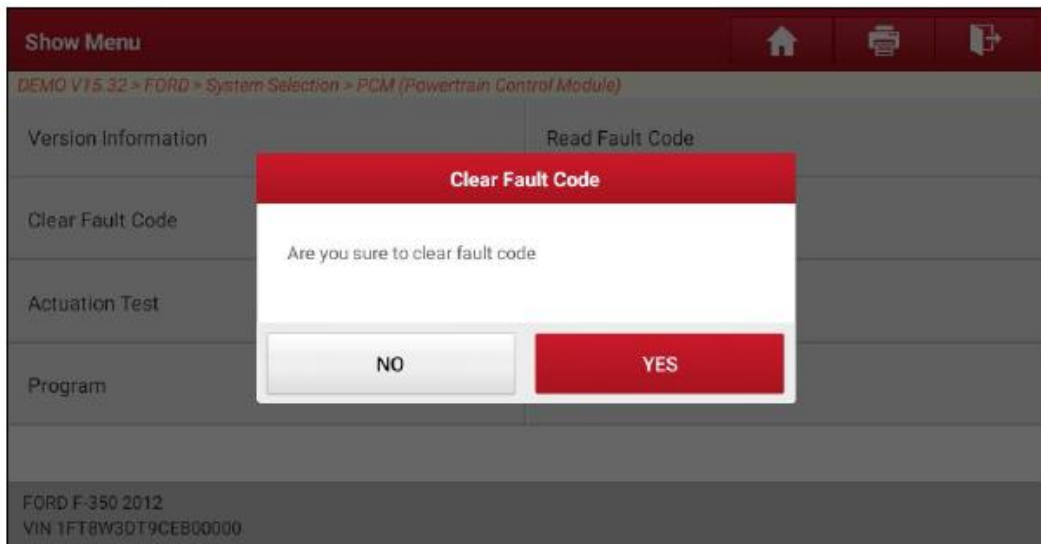 Show Menu
DEMO V15.32 > FORD > System Selection > PCM (Powertrain Control Module)
Version Information
Read Fault Code
Clear Fault Code
Clear Fault Code
Are you sure to clear fault code
Actuation Test
NO
YES
Program
FORD F-350 2012
VIN 1FT8W3DT9CEB00000